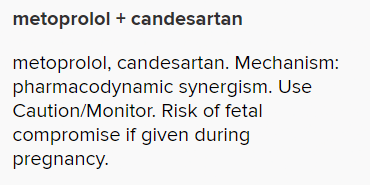 metoprolol + candesartan
metoprolol, candesartan. Mechanism:
pharmacodynamic synergism. Use
Caution/Monitor. Risk of fetal
compromise if given during
pregnancy.